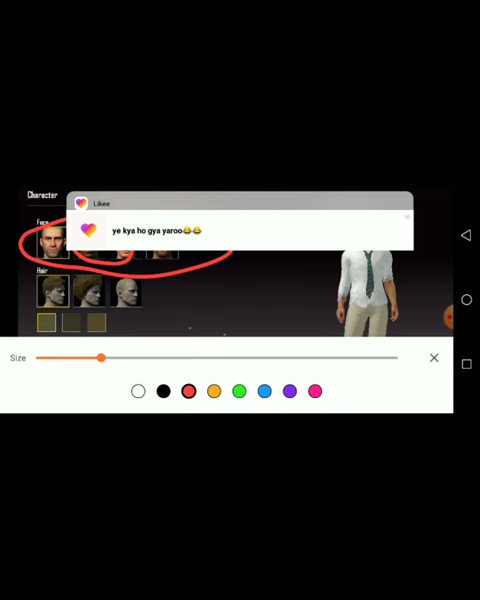 Character
Likee
Face
ye kya ho gya yaroo😂😂
Hair
Size